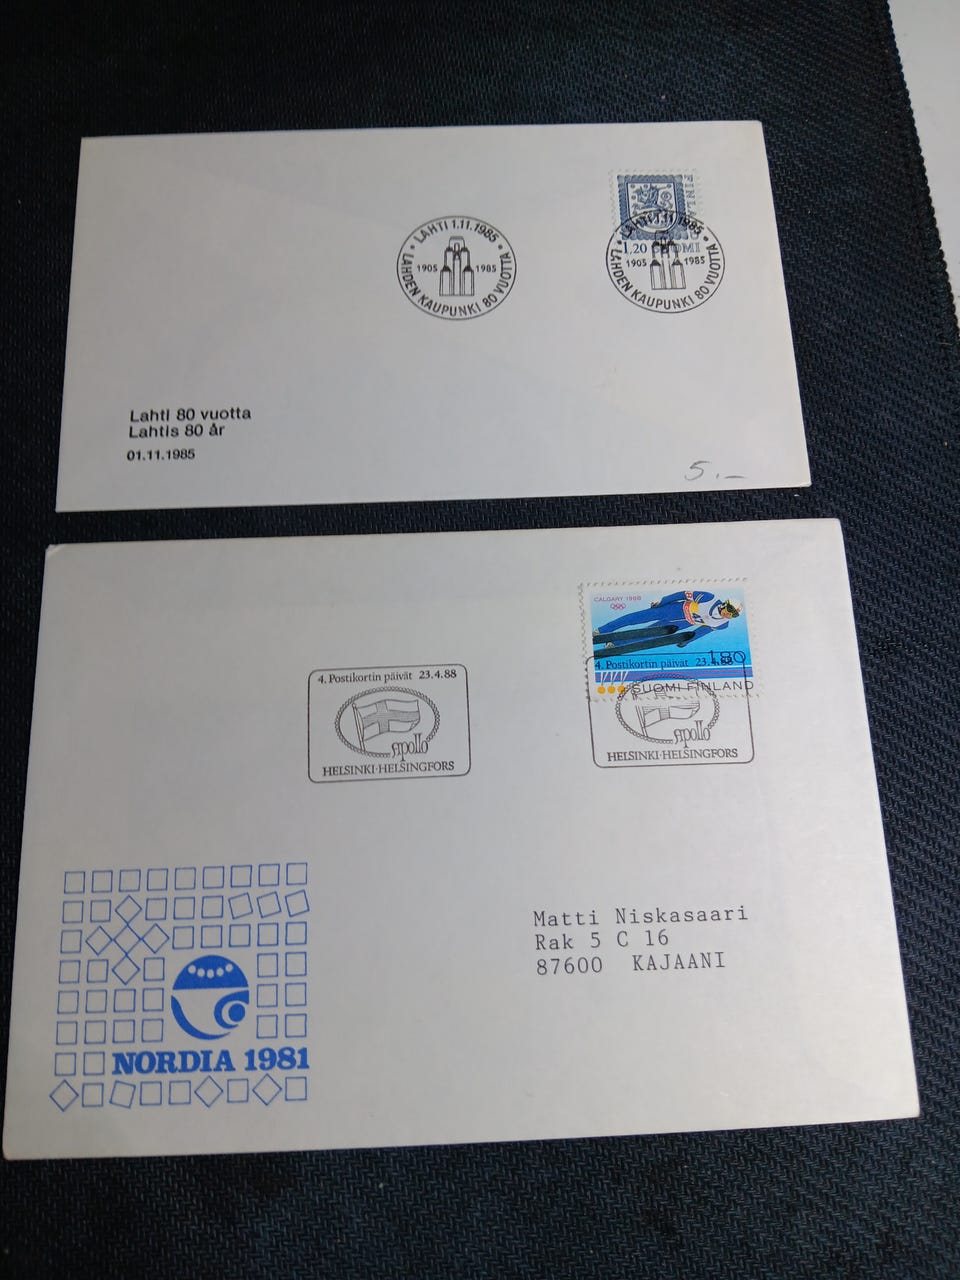 FINLAND
1,20 SUOMI
LAHTI 1.11.1985
1905 1985
LAHDEN KAUPUNKI 80 VUOTTA
LAHTI 1.11.1985
1905 1985
LAHDEN KAUPUNKI 80 VUOTTA
Lahti 80 vuotta
Lahtis 80 år
01.11.1985
5.-
CALGARY 1988
1,80
SUOMI FINLAND
4. Postikortin päivät 23.4.88
Apollo
HELSINKI-HELSINGFORS
4. Postikortin päivät 23.4.88
Apollo
HELSINKI-HELSINGFORS
Matti Niskasaari
Rak 5 C 16
87600 KAJAANI
NORDIA 1981